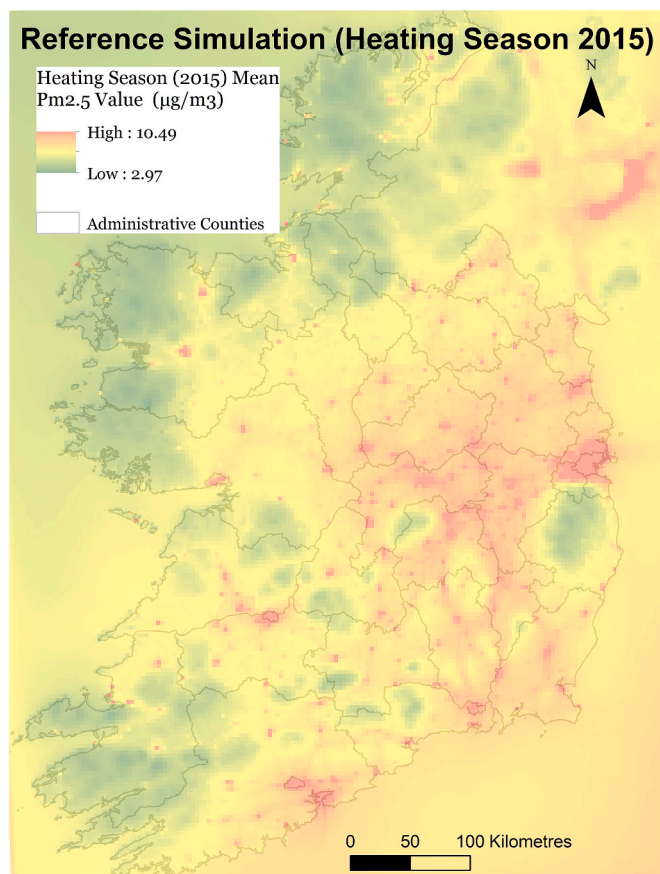 Reference Simulation (Heating Season 2015)
Heating Season (2015) Mean
Pm2.5 Value (µg/m3)
High : 10.49
Low : 2.97
Administrative Counties
N
0 50 100 Kilometres